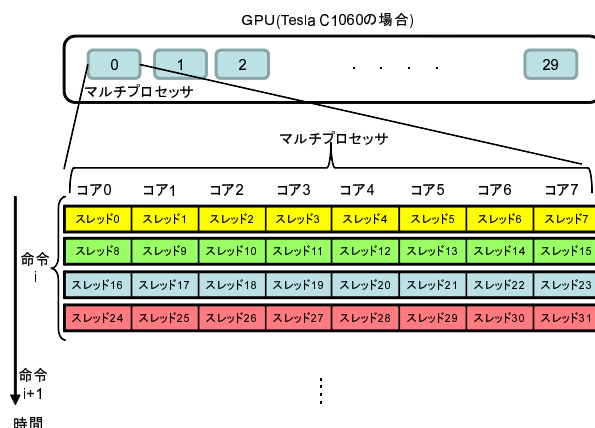 GPU(Tesla C1060の場合)
0 1 2 . . . . 29
マルチプロセッサ
マルチプロセッサ
コア0 コア1 コア2 コア3 コア4 コア5 コア6 コア7
スレッド0 スレッド1 スレッド2 スレッド3 スレッド4 スレッド5 スレッド6 スレッド7
スレッド8 スレッド9 スレッド10 スレッド11 スレッド12 スレッド13 スレッド14 スレッド15
命令
i
スレッド16 スレッド17 スレッド18 スレッド19 スレッド20 スレッド21 スレッド22 スレッド23
スレッド24 スレッド25 スレッド26 スレッド27 スレッド28 スレッド29 スレッド30 スレッド31
命令
i+1
時間